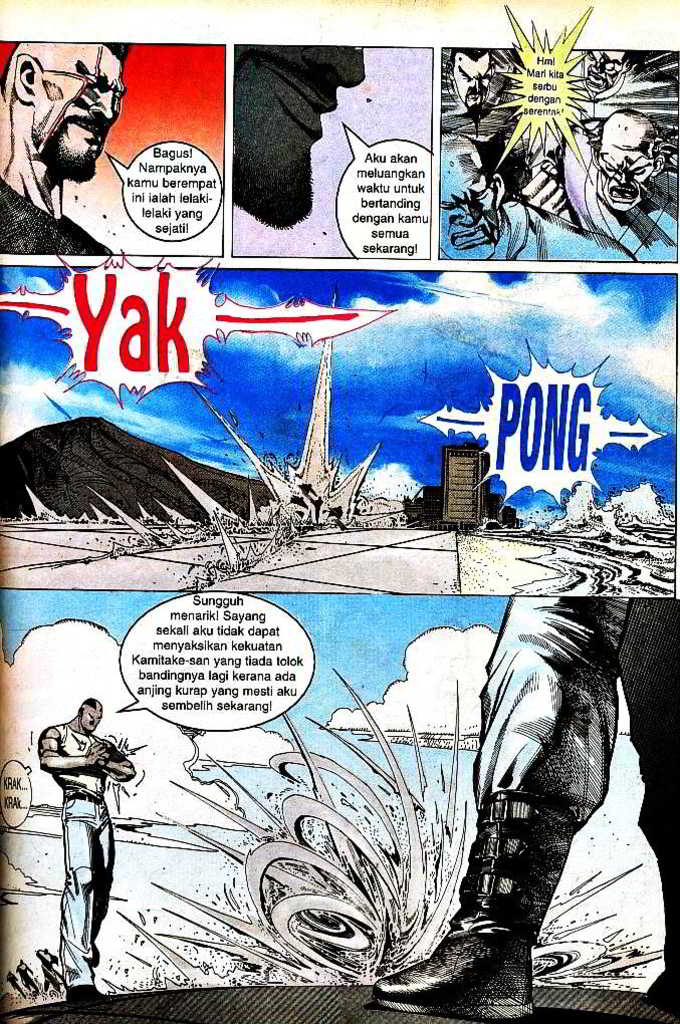 Bagus!
Nampaknya
kamu berempat
ini ialah lelaki-
lelaki yang
sejati!
Aku akan
meluangkan
waktu untuk
bertanding
dengan kamu
semua
sekarang!
Hm!
Mari kita
serbu
dengan
serentak!
Yak
PONG
Sungguh
menarik! Sayang
sekali aku tidak dapat
menyaksikan kekuatan
Kamitake-san yang tiada tolok
bandingnya lagi kerana ada
anjing kurap yang mesti aku
sembelih sekarang!
KRAK...
KRAK...